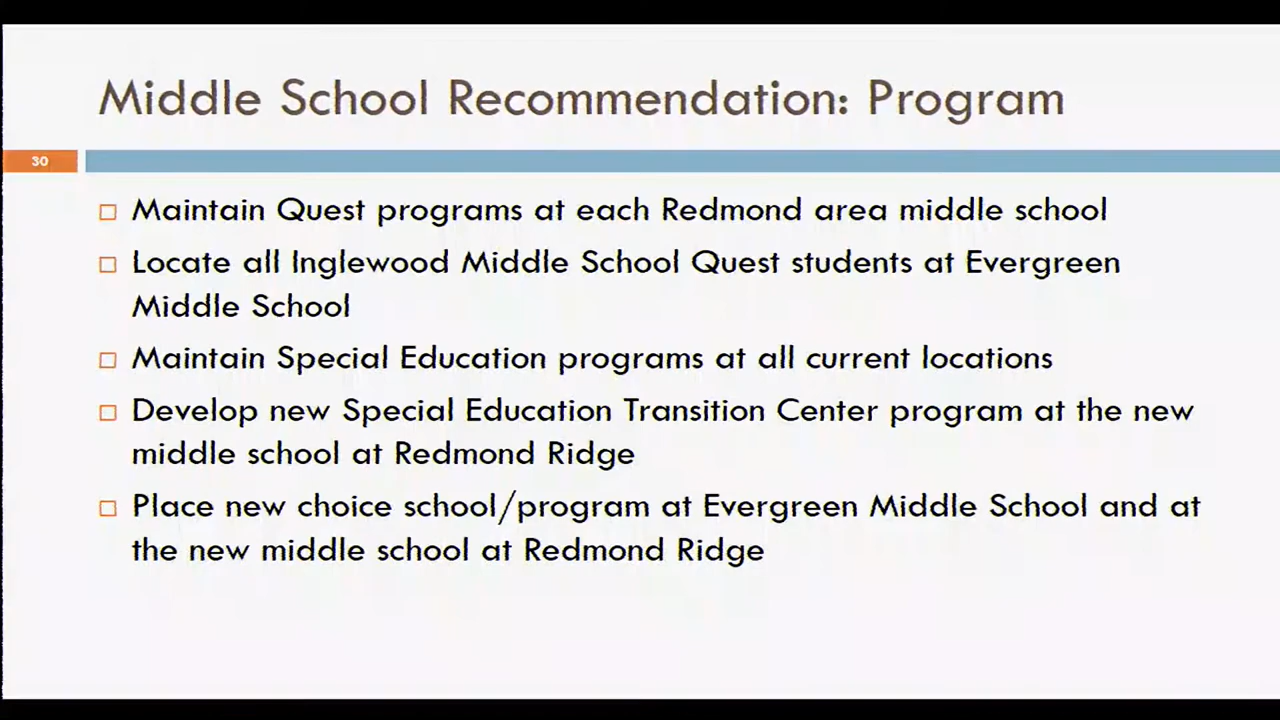 Middle School Recommendation: Program
30
Maintain Quest programs at each Redmond area middle school
Locate all Inglewood Middle School Quest students at Evergreen
Middle School
Maintain Special Education programs at all current locations
Develop new Special Education Transition Center program at the new
middle school at Redmond Ridge
Place new choice school/program at Evergreen Middle School and at
the new middle school at Redmond Ridge